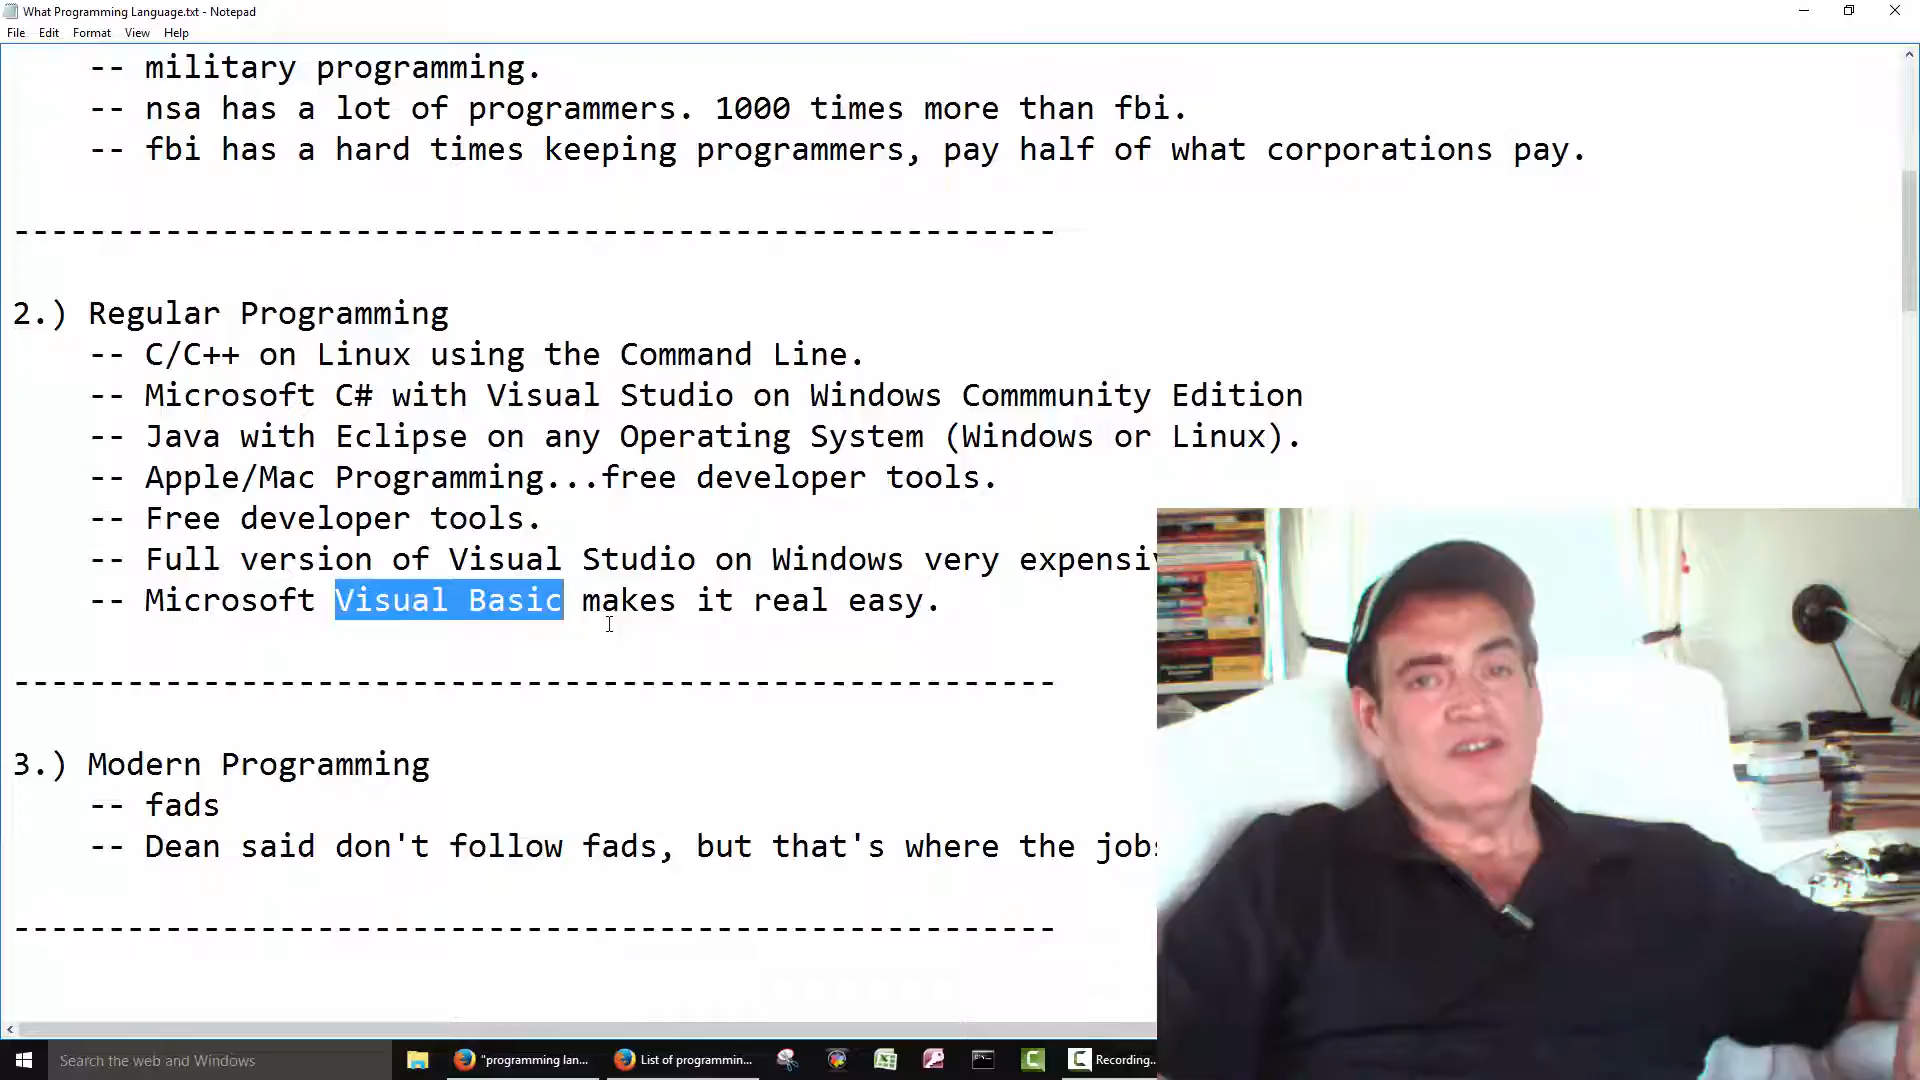 What Programming Language.txt - Notepad
File Edit Format View Help
-- military programming.
-- nsa has a lot of programmers. 1000 times more than fbi.
-- fbi has a hard times keeping programmers, pay half of what corporations pay.
-------------------------------------------------------
2.) Regular Programming
-- C/C++ on Linux using the Command Line.
-- Microsoft C# with Visual Studio on Windows Commmunity Edition
-- Java with Eclipse on any Operating System (Windows or Linux).
-- Apple/Mac Programming...free developer tools.
-- Free developer tools.
-- Full version of Visual Studio on Windows very expensiv
-- Microsoft Visual Basic makes it real easy.
-------------------------------------------------------
3.) Modern Programming
-- fads
-- Dean said don't follow fads, but that's where the jobs
-------------------------------------------------------
Search the web and Windows
"programming lan...
List of programmin...
Recording...